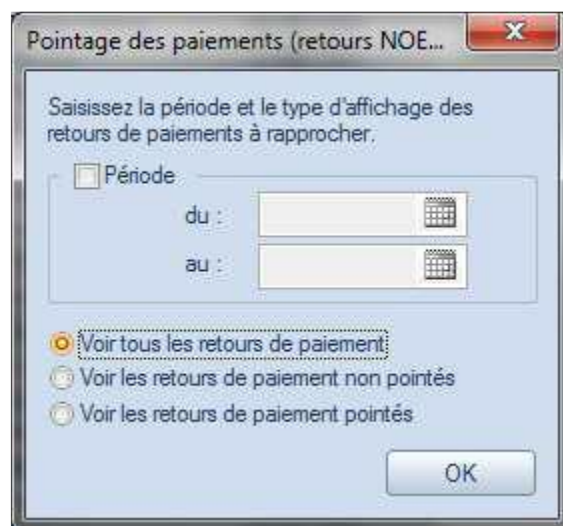 Pointage des paiements (retours NOE...
Saisissez la période et le type d'affichage des
retours de paiements à rapprocher.
Période
du :
au :
Voir tous les retours de paiement
Voir les retours de paiement non pointés
Voir les retours de paiement pointés
OK